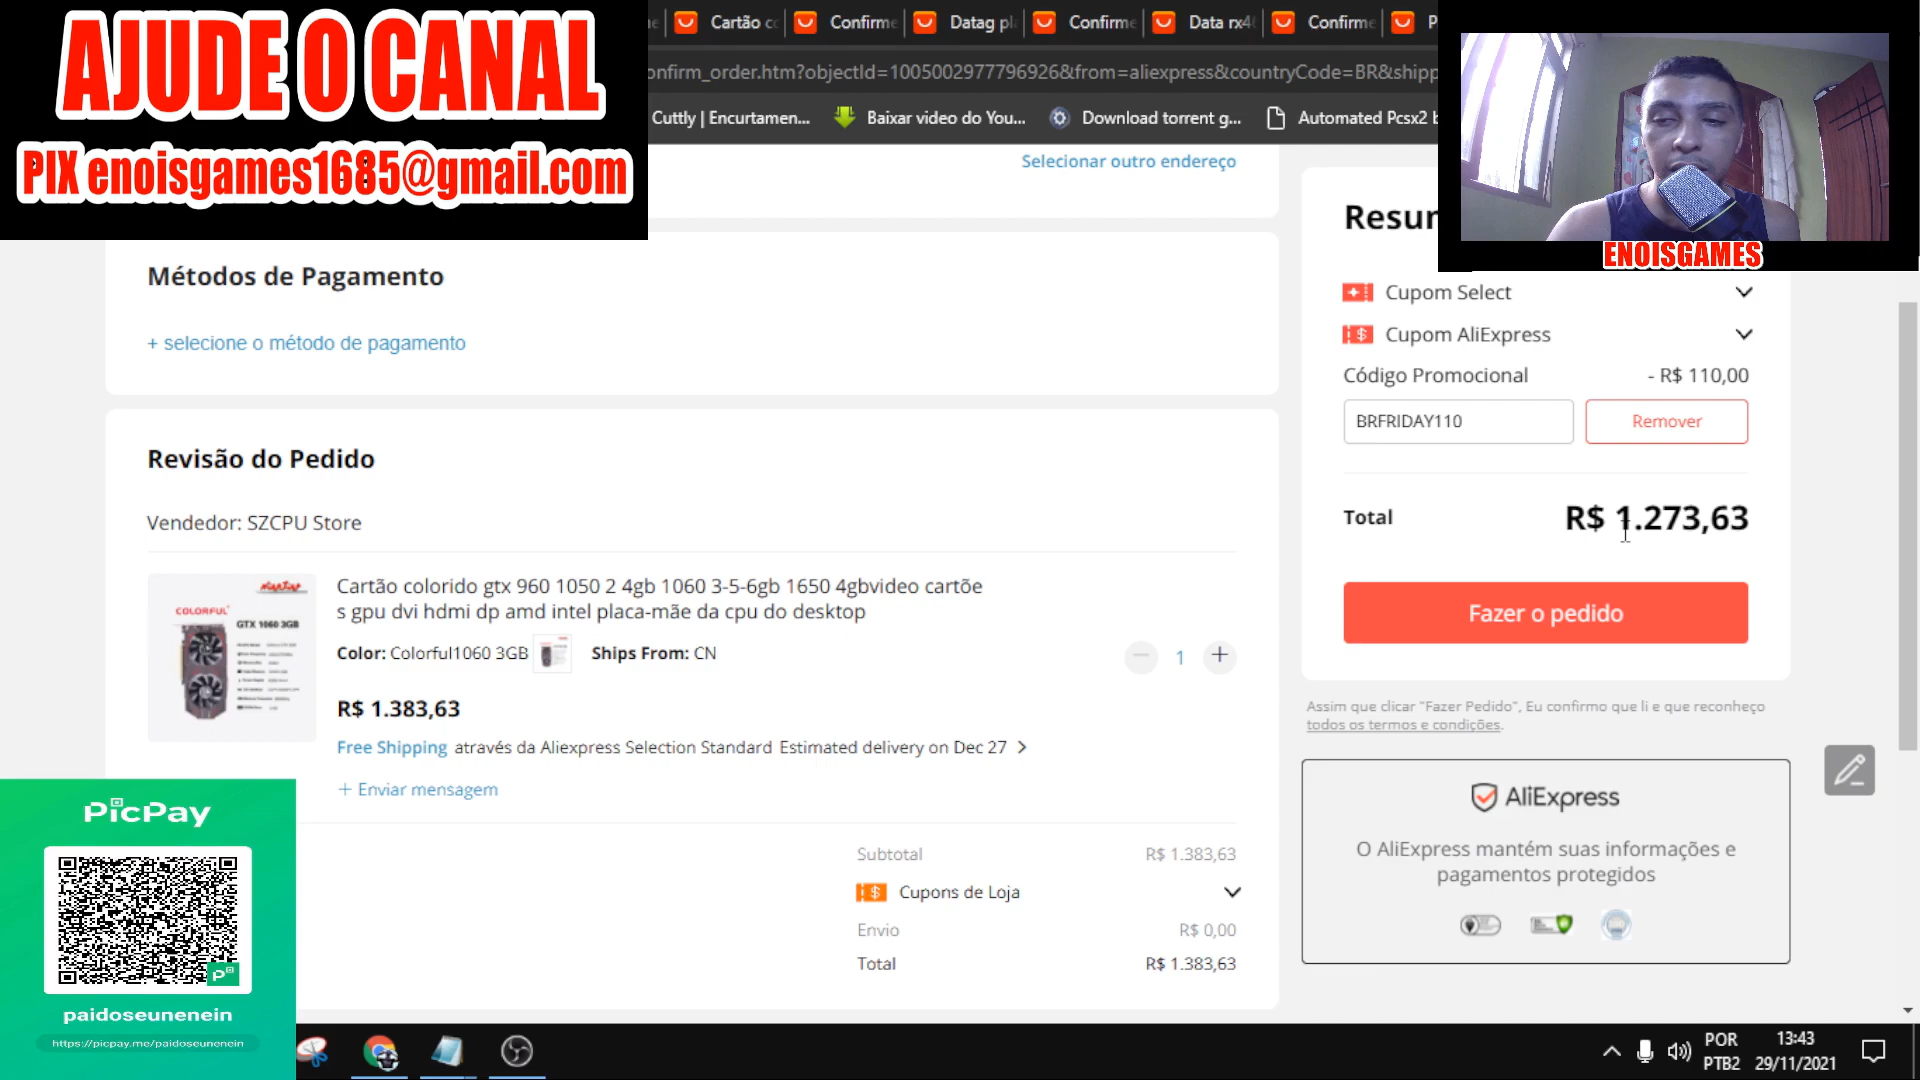 AJUDE O CANAL
PIX enoisgames1685@gmail.com
Cartão c
Confirme
Datag pl
Confirme
Data rx4
Confirme
P
onfirm_order.htm?objectId=1005002977796926&from=aliexpress&countryCode=BR&shipp
Cuttly | Encurtamen...
Baixar video do You...
Download torrent g...
Automated Pcsx2 b
ENOISGAMES
Selecionar outro endereço
Métodos de Pagamento
+ selecione o método de pagamento
Revisão do Pedido
Vendedor: SZCPU Store
COLORFUL
GTX 1060 3GB
Cartão colorido gtx 960 1050 2 4gb 1060 3-5-6gb 1650 4gbvideo cartõe
s gpu dvi hdmi dp amd intel placa-mãe da cpu do desktop
Color: Colorful1060 3GB Ships From: CN
1
R$ 1.383,63
Free Shipping através da Aliexpress Selection Standard Estimated delivery on Dec 27
+ Enviar mensagem
Subtotal R$ 1.383,63
Cupons de Loja
Envio R$ 0,00
Total R$ 1.383,63
Resum
Cupom Select
Cupom AliExpress
Código Promocional - R$ 110,00
BRFRIDAY110 Remover
Total R$ 1.273,63
Fazer o pedido
Assim que clicar "Fazer Pedido", Eu confirmo que li e que reconheço
todos os termos e condições.
AliExpress
O AliExpress mantém suas informações e
pagamentos protegidos
PicPay
paidoseunenein
https://picpay.me/paidoseunenein
POR
PTB2
13:43
29/11/2021